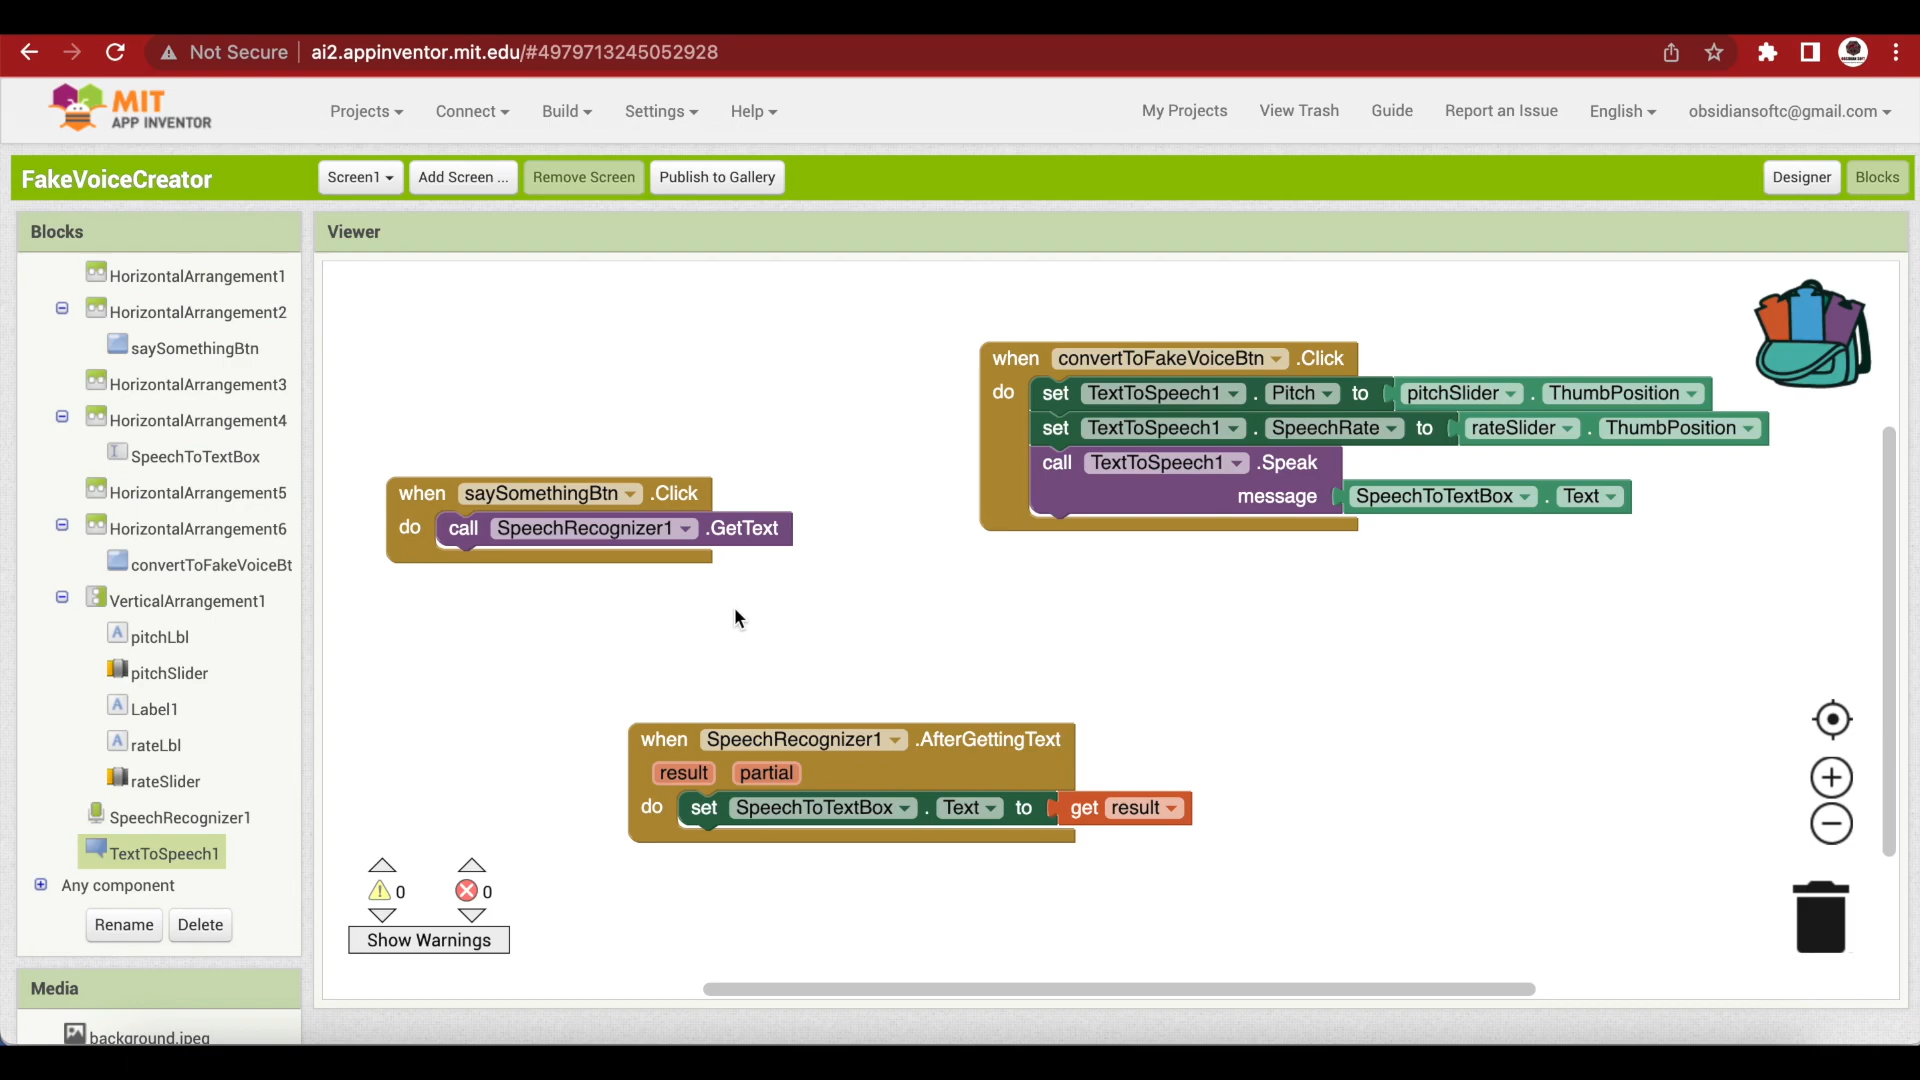 Not Secure ai2.appinventor.mit.edu/#4979713245052928
MIT
APP INVENTOR
Projects Connect Build Settings Help My Projects View Trash Guide Report an Issue English obsidiansoftc@gmail.com
FakeVoiceCreator Screen1 Add Screen ... Remove Screen Publish to Gallery Designer Blocks
Blocks
HorizontalArrangement1
HorizontalArrangement2
saySomethingBtn
HorizontalArrangement3
HorizontalArrangement4
SpeechToTextBox
HorizontalArrangement5
HorizontalArrangement6
convertToFakeVoiceBt
VerticalArrangement1
pitchLbl
pitchSlider
Label1
rateLbl
rateSlider
SpeechRecognizer1
TextToSpeech1
Any component
Rename Delete
Media
background.jpeg
Viewer
when convertToFakeVoiceBtn .Click
do set TextToSpeech1 . Pitch to pitchSlider . ThumbPosition
set TextToSpeech1 . SpeechRate to rateSlider . ThumbPosition
call TextToSpeech1 .Speak
message SpeechToTextBox . Text
when saySomethingBtn .Click
do call SpeechRecognizer1 .GetText
when SpeechRecognizer1 .AfterGettingText
result partial
do set SpeechToTextBox . Text to get result
0 0
Show Warnings